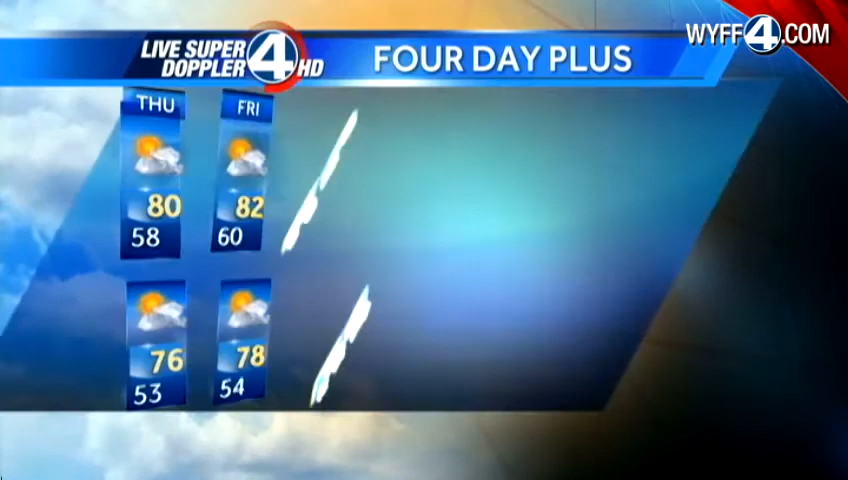 WYFF4.COM
LIVE SUPER
DOPPLER 4 HD
FOUR DAY PLUS
THU FRI
80 82
58 60
76 78
53 54